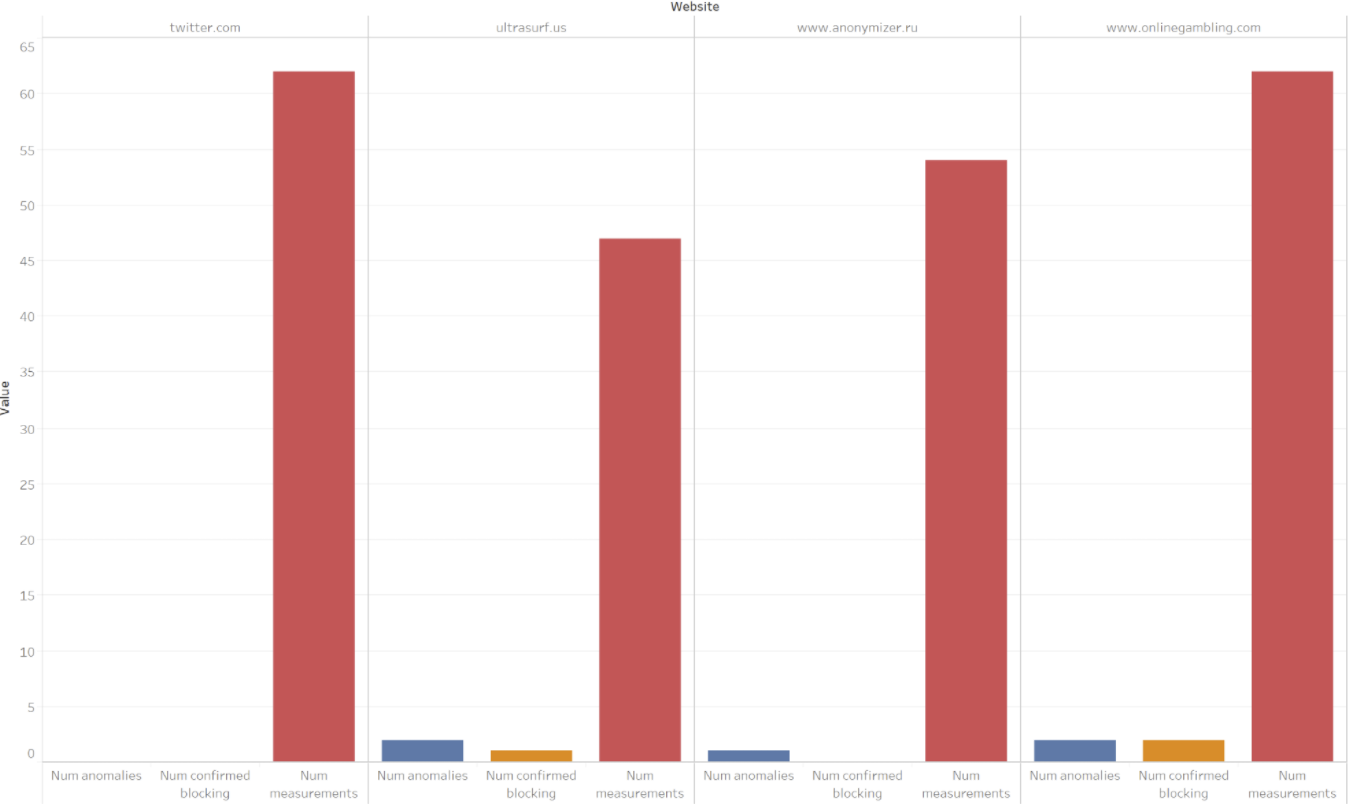 Website
twitter.com ultrasurf.us www.anonymizer.ru www.onlinegambling.com
65
60
55
50
45
40
35
30
25
20
15
10
5
0
Value
Num anomalies Num confirmed Num Num anomalies Num confirmed Num Num anomalies Num confirmed Num Num anomalies Num confirmed Num
blocking measurements blocking measurements blocking measurements blocking measurements